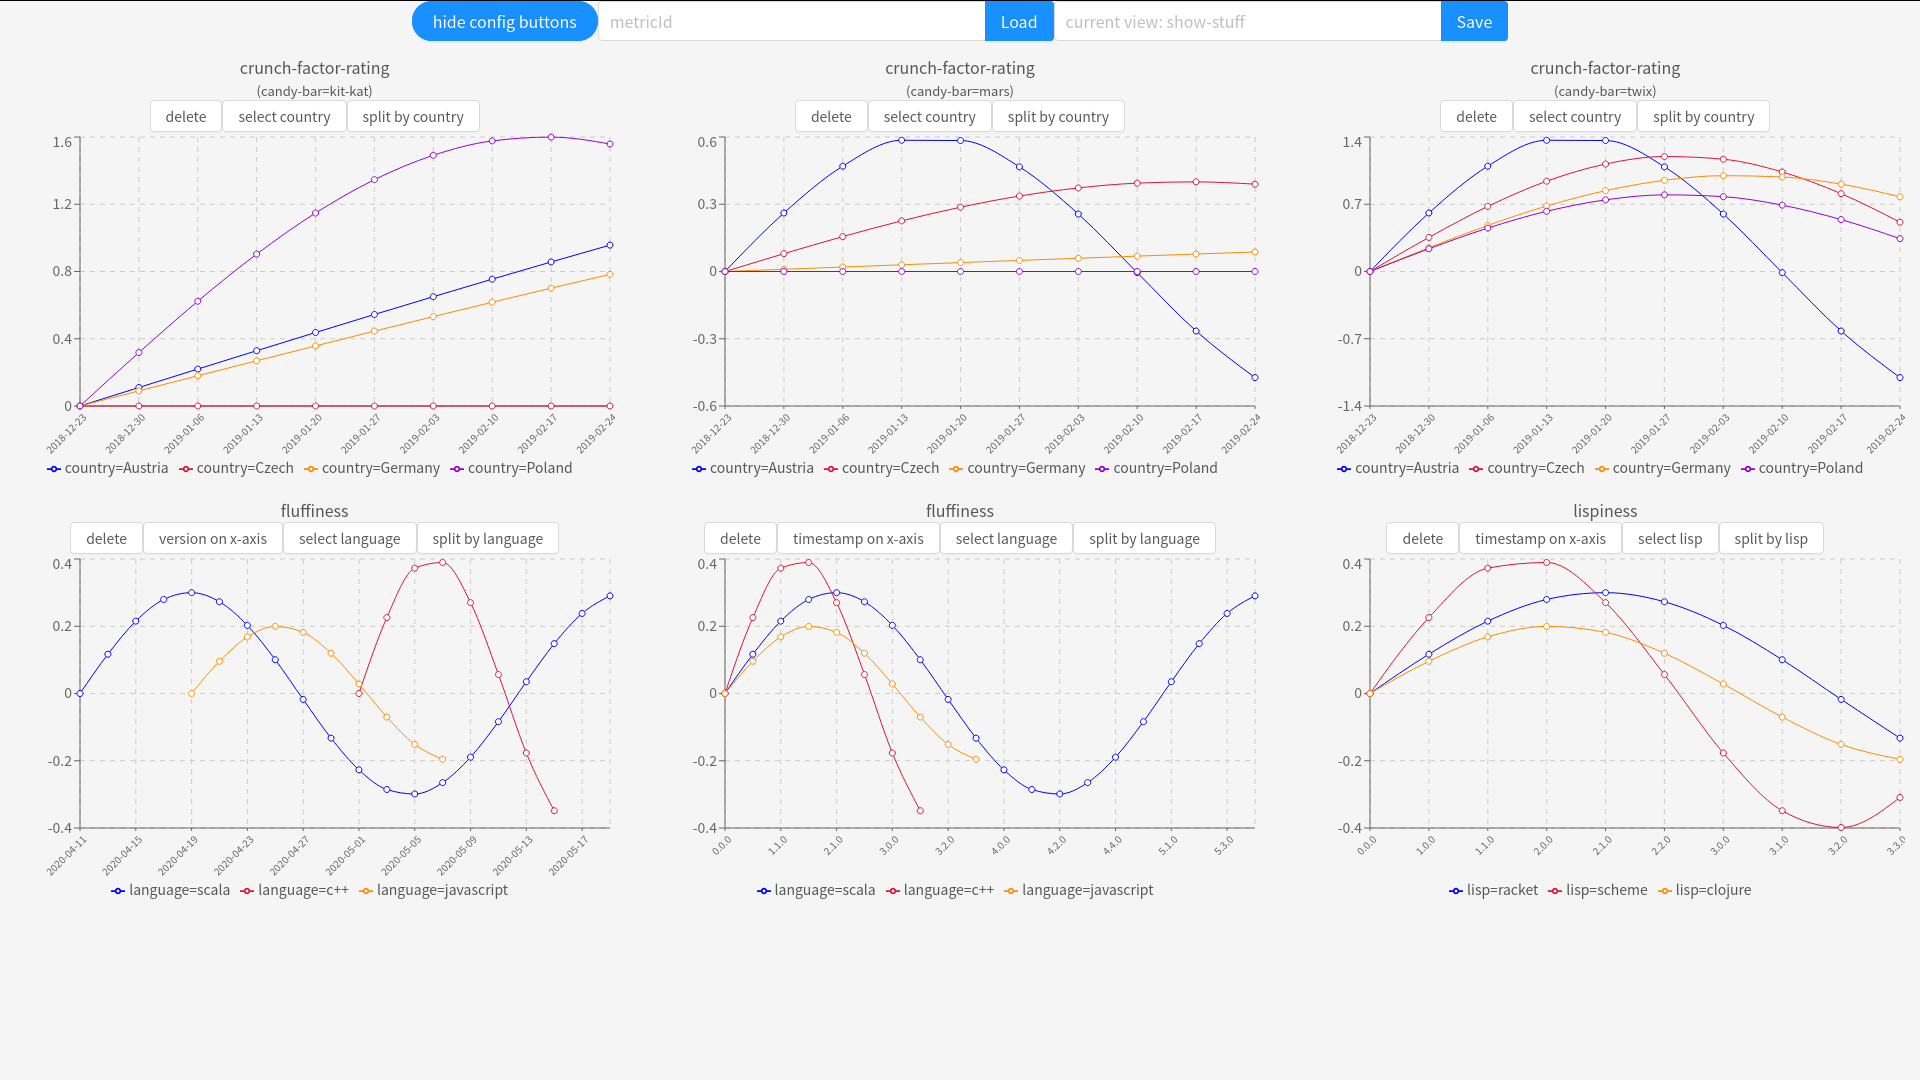 hide config buttons metricId Load current view: show-stuff Save
crunch-factor-rating
(candy-bar=kit-kat)
delete select country split by country
1.6
1.2
0.8
0.4
0
2018-12-23 2018-12-30 2019-01-06 2019-01-13 2019-01-20 2019-01-27 2019-02-03 2019-02-10 2019-02-17 2019-02-24
country=Austria country=Czech country=Germany country=Poland
crunch-factor-rating
(candy-bar=mars)
delete select country split by country
0.6
0.3
0
-0.3
-0.6
2018-12-23 2018-12-30 2019-01-06 2019-01-13 2019-01-20 2019-01-27 2019-02-03 2019-02-10 2019-02-17 2019-02-24
country=Austria country=Czech country=Germany country=Poland
crunch-factor-rating
(candy-bar=twix)
delete select country split by country
1.4
0.7
0
-0.7
-1.4
2018-12-23 2018-12-30 2019-01-06 2019-01-13 2019-01-20 2019-01-27 2019-02-03 2019-02-10 2019-02-17 2019-02-24
country=Austria country=Czech country=Germany country=Poland
fluffiness
delete version on x-axis select language split by language
0.4
0.2
0
-0.2
-0.4
2020-04-11 2020-04-15 2020-04-19 2020-04-23 2020-04-27 2020-05-01 2020-05-05 2020-05-09 2020-05-13 2020-05-17
language=scala language=c++ language=javascript
fluffiness
delete timestamp on x-axis select language split by language
0.4
0.2
0
-0.2
-0.4
0.0.0 1.1.0 2.1.0 3.0.0 3.2.0 4.0.0 4.2.0 4.4.0 5.1.0 5.3.0
language=scala language=c++ language=javascript
lispiness
delete timestamp on x-axis select lisp split by lisp
0.4
0.2
0
-0.2
-0.4
0.0.0 1.0.0 1.1.0 2.0.0 2.1.0 2.2.0 3.0.0 3.1.0 3.2.0 3.3.0
lisp=racket lisp=scheme lisp=clojure